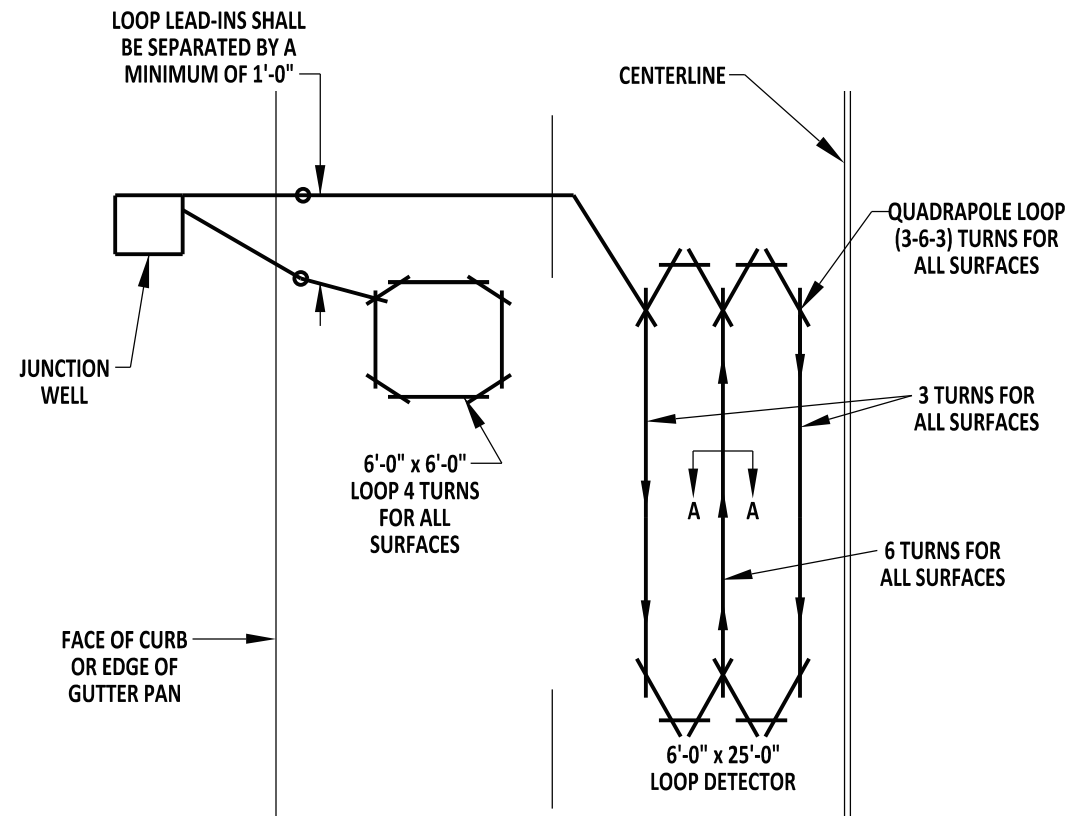 LOOP LEAD-INS SHALL
BE SEPARATED BY A
MINIMUM OF 1'-0"
CENTERLINE
QUADRAPOLE LOOP
(3-6-3) TURNS FOR
ALL SURFACES
JUNCTION
WELL
3 TURNS FOR
ALL SURFACES
6'-0" x 6'-0"
LOOP 4 TURNS
FOR ALL
SURFACES
A A
6 TURNS FOR
ALL SURFACES
FACE OF CURB
OR EDGE OF
GUTTER PAN
6'-0" x 25'-0"
LOOP DETECTOR